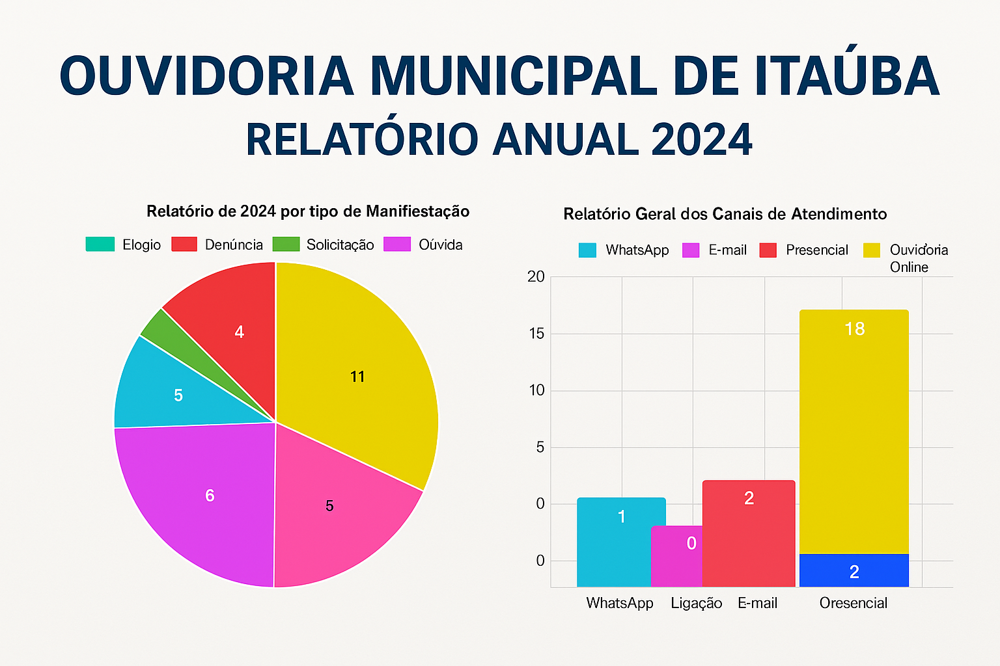 OUVIDORIA MUNICIPAL DE ITAÚBA
RELATÓRIO ANUAL 2024
Relatório de 2024 por tipo de Manifiestação
Elogio Denúncia Solicitação Oúvida
4
11
5
6
5
Relatório Geral dos Canais de Atendimento
WhatsApp E-mail Presencial Ouvidoria
Online
20
15
10
5
0
0
18
1
2
0
2
WhatsApp Ligação E-mail Oresencial